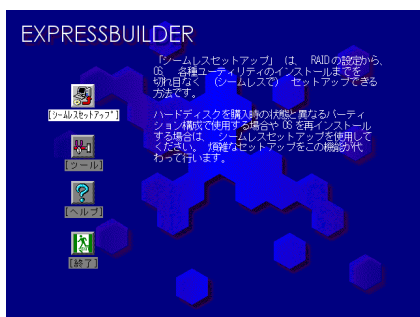 EXPRESSBUILDER
「シームレスセットアップ」 は、 RAIDの設定から、
OS 各種ユーティリティのインストールまでを
切れ目なく (シームレスで) セットアップできる
方法です。
ハードディスクを購入時の状態と異なるパーティ
ション構成で使用する場合や OS を再インストール
する場合は シームレスセットアップを使用して
ください。 煩雑なセットアップをこの機能が代
わって行います。
[シームレスセットアップ]
[ツール]
[ヘルプ]
[終了]